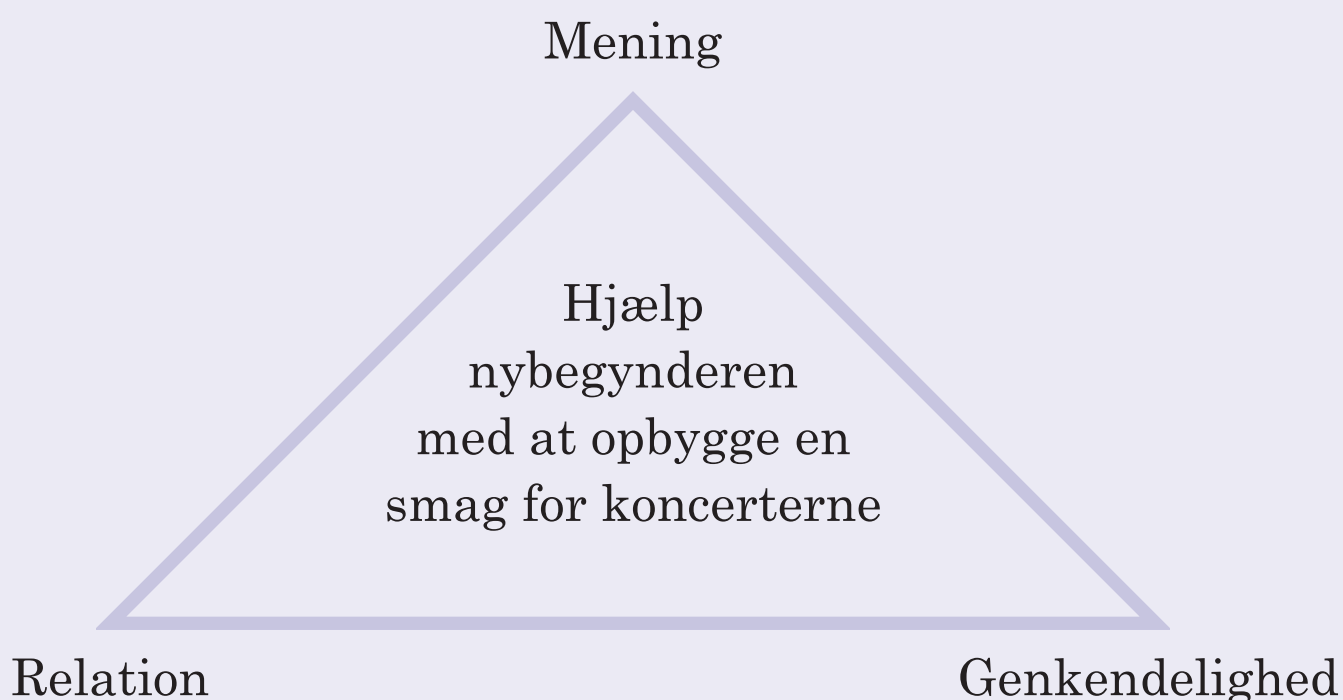 Mening
Hjælp
nybegynderen
med at opbygge en
smag for koncerterne
Relation
Genkendelighed